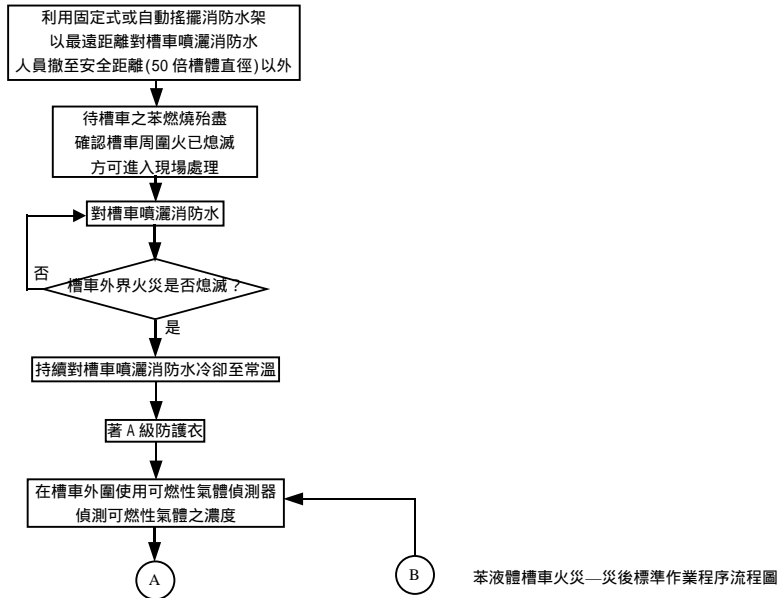 利用固定式或自動搖擺消防水架
以最遠距離對槽車噴灑消防水
人員撤至安全距離(50 倍槽體直徑)以外
待槽車之苯燃燒殆盡
確認槽車周圍火已熄滅
方可進入現場處理
對槽車噴灑消防水
否
槽車外界火災是否熄滅？
是
持續對槽車噴灑消防水冷卻至常溫
著 A 級防護衣
在槽車外圍使用可燃性氣體偵測器
偵測可燃性氣體之濃度
A
B
苯液體槽車火災—災後標準作業程序流程圖